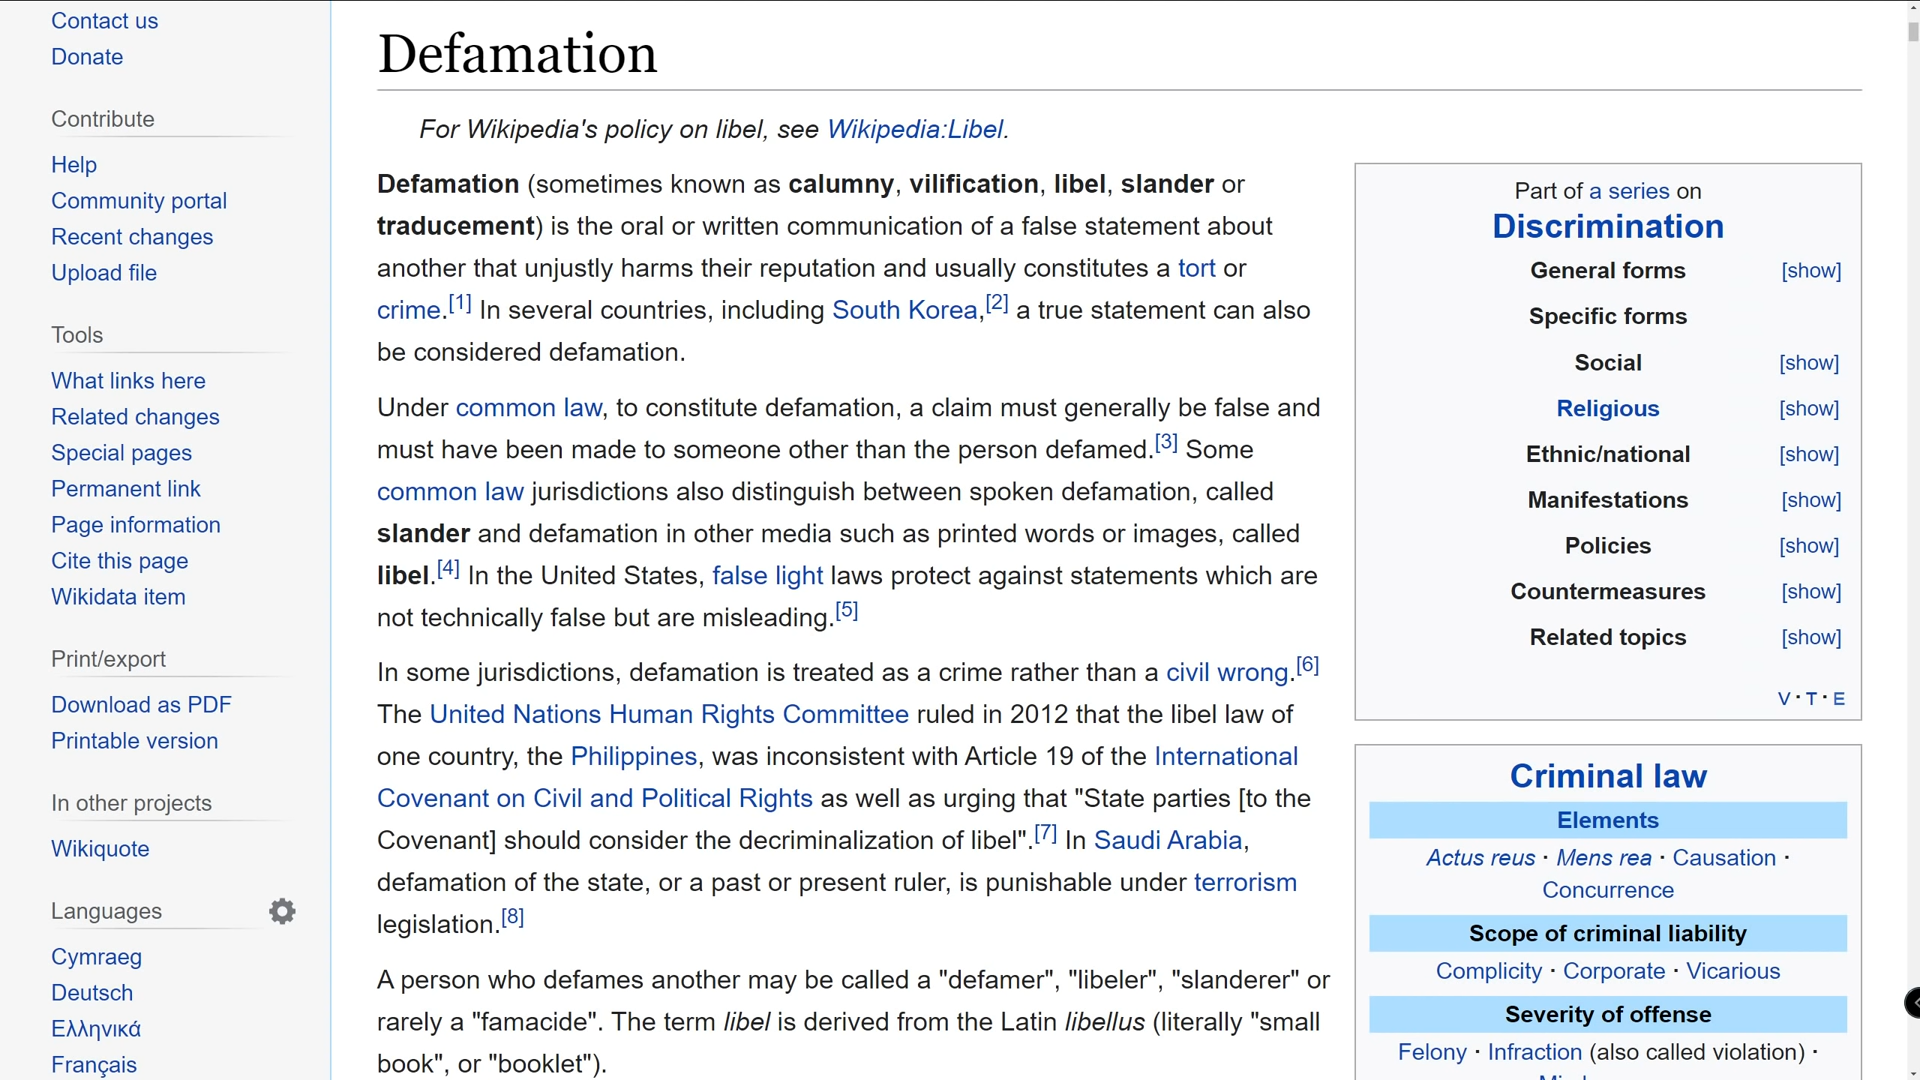 Contact us
Donate
Contribute
Help
Community portal
Recent changes
Upload file
Tools
What links here
Related changes
Special pages
Permanent link
Page information
Cite this page
Wikidata item
Print/export
Download as PDF
Printable version
In other projects
Wikiquote
Languages
Cymraeg
Deutsch
Ελληνικά
Français
Defamation
For Wikipedia's policy on libel, see Wikipedia:Libel.
Defamation (sometimes known as calumny, vilification, libel, slander or
traducement) is the oral or written communication of a false statement about
another that unjustly harms their reputation and usually constitutes a tort or
crime.[1] In several countries, including South Korea,[2] a true statement can also
be considered defamation.
Under common law, to constitute defamation, a claim must generally be false and
must have been made to someone other than the person defamed.[3] Some
common law jurisdictions also distinguish between spoken defamation, called
slander and defamation in other media such as printed words or images, called
libel.[4] In the United States, false light laws protect against statements which are
not technically false but are misleading.[5]
In some jurisdictions, defamation is treated as a crime rather than a civil wrong.[6]
The United Nations Human Rights Committee ruled in 2012 that the libel law of
one country, the Philippines, was inconsistent with Article 19 of the International
Covenant on Civil and Political Rights as well as urging that "State parties [to the
Covenant] should consider the decriminalization of libel".[7] In Saudi Arabia,
defamation of the state, or a past or present ruler, is punishable under terrorism
legislation.[8]
A person who defames another may be called a "defamer", "libeler", "slanderer" or
rarely a "famacide". The term libel is derived from the Latin libellus (literally "small
book", or "booklet").
Part of a series on
Discrimination
General forms [show]
Specific forms
Social [show]
Religious [show]
Ethnic/national [show]
Manifestations [show]
Policies [show]
Countermeasures [show]
Related topics [show]
V · T · E
Criminal law
Elements
Actus reus · Mens rea · Causation ·
Concurrence
Scope of criminal liability
Complicity · Corporate · Vicarious
Severity of offense
Felony · Infraction (also called violation) ·